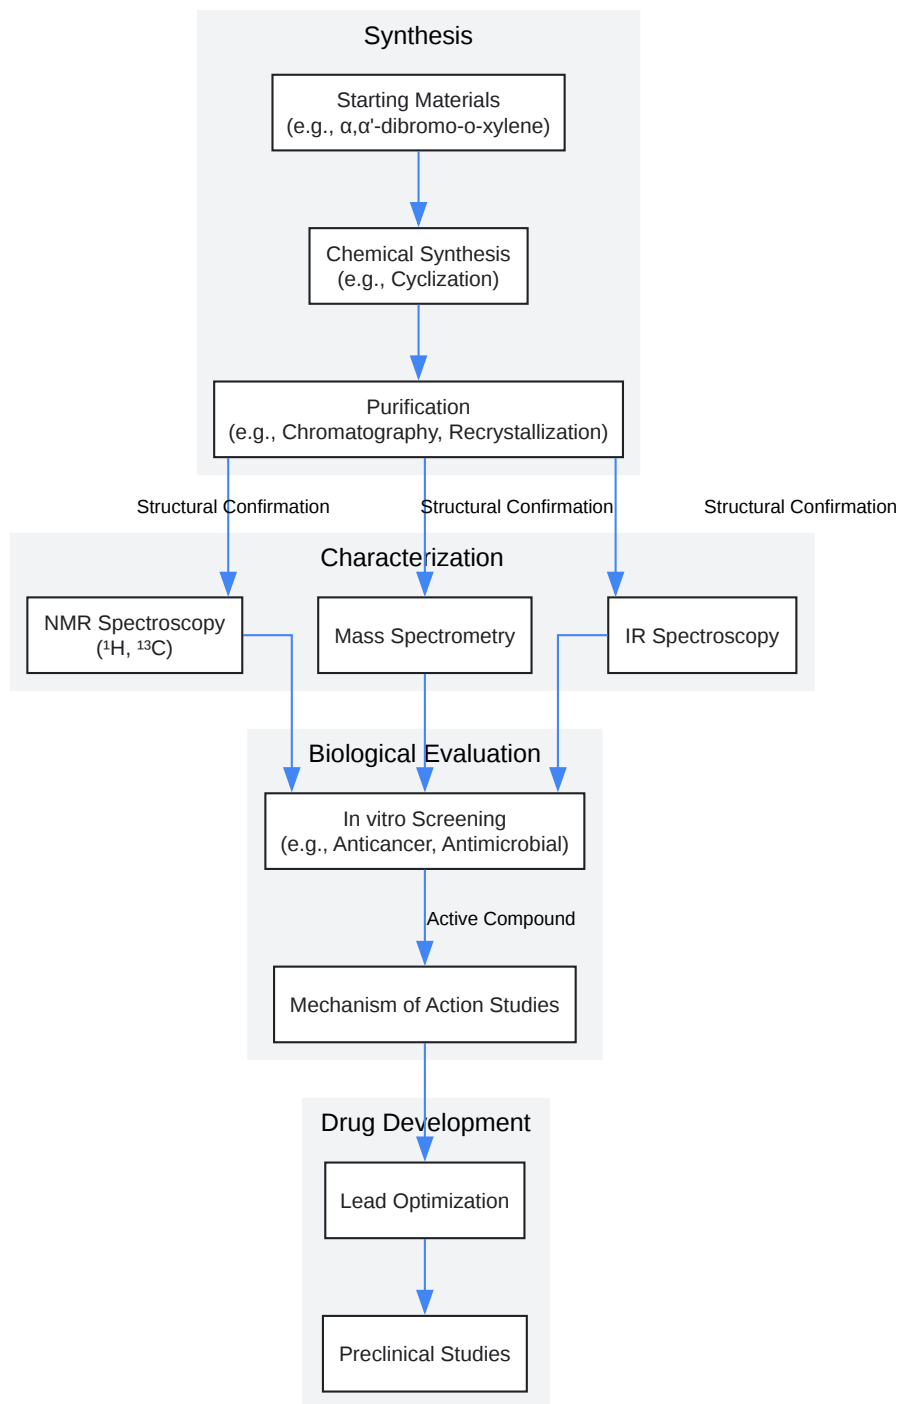 Synthesis
Starting Materials
(e.g., α,α'-dibromo-o-xylene)
Chemical Synthesis
(e.g., Cyclization)
Purification
(e.g., Chromatography, Recrystallization)
Structural Confirmation
Structural Confirmation
Structural Confirmation
Characterization
NMR Spectroscopy
(¹H, ¹³C)
Mass Spectrometry
IR Spectroscopy
Biological Evaluation
In vitro Screening
(e.g., Anticancer, Antimicrobial)
Active Compound
Mechanism of Action Studies
Drug Development
Lead Optimization
Preclinical Studies